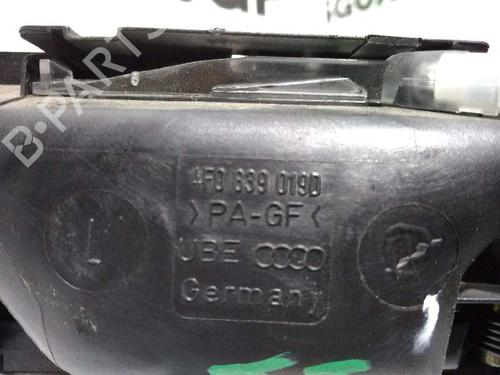 B-PARTS
4F0 839 019D
>PA-GF<
L
UBE
Germany